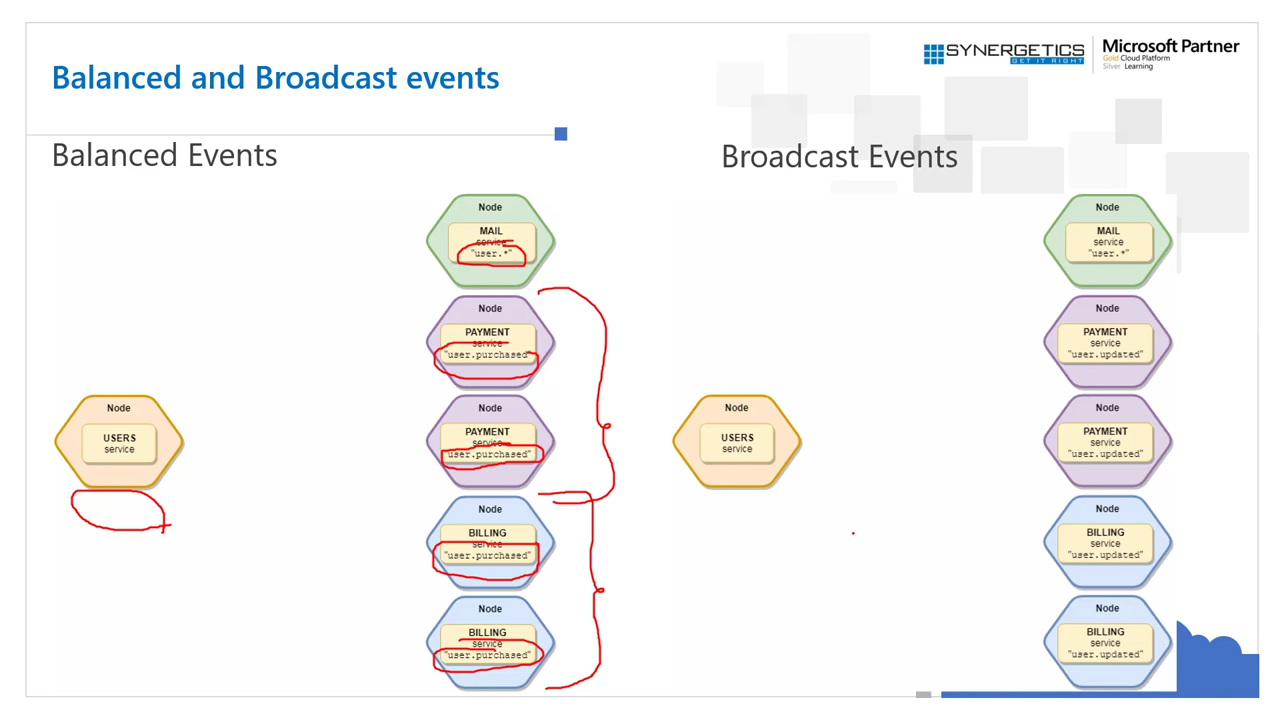 Balanced and Broadcast events
SYNERGETICS
GET IT RIGHT
Microsoft Partner
Gold Cloud Platform
Silver Learning
Balanced Events
Broadcast Events
Node
MAIL
service
"user.*"
Node
PAYMENT
service
"user.purchased"
Node
PAYMENT
service
"user.purchased"
Node
USERS
service
Node
BILLING
service
"user.purchased"
Node
BILLING
service
"user.purchased"
Node
MAIL
service
"user.*"
Node
PAYMENT
service
"user.updated"
Node
USERS
service
Node
PAYMENT
service
"user.updated"
Node
BILLING
service
"user.updated"
Node
BILLING
service
"user.updated"